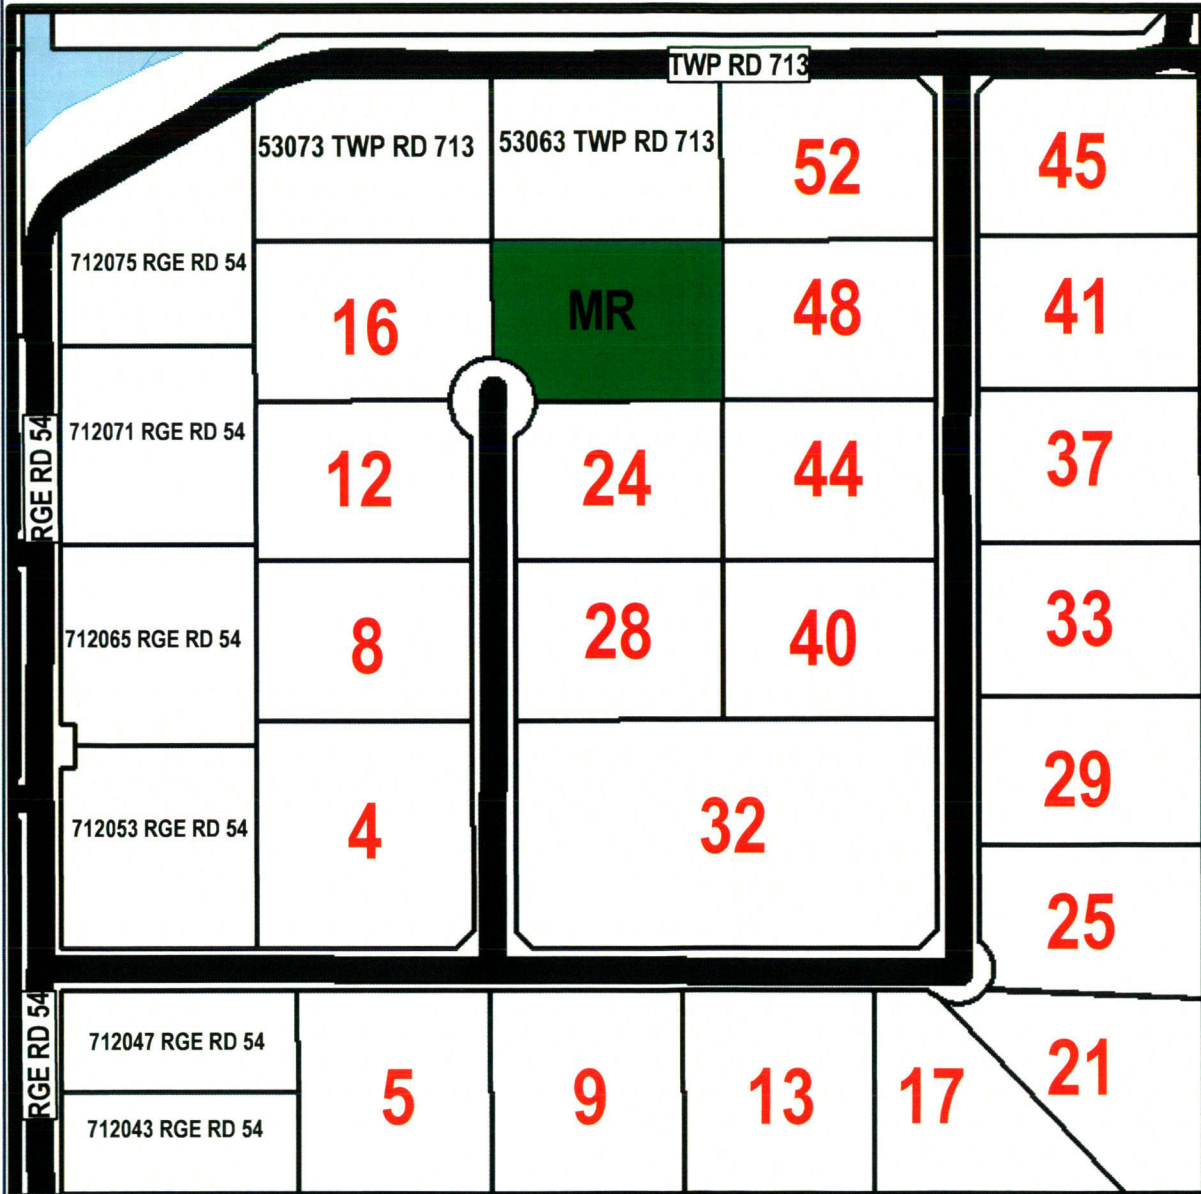 TWP RD 713
53073 TWP RD 713
53063 TWP RD 713
52
45
712075 RGE RD 54
16
MR
48
41
RGE RD 54
712071 RGE RD 54
12
24
44
37
712065 RGE RD 54
8
28
40
33
712053 RGE RD 54
4
32
29
25
RGE RD 54
712047 RGE RD 54
712043 RGE RD 54
5
9
13
17
21